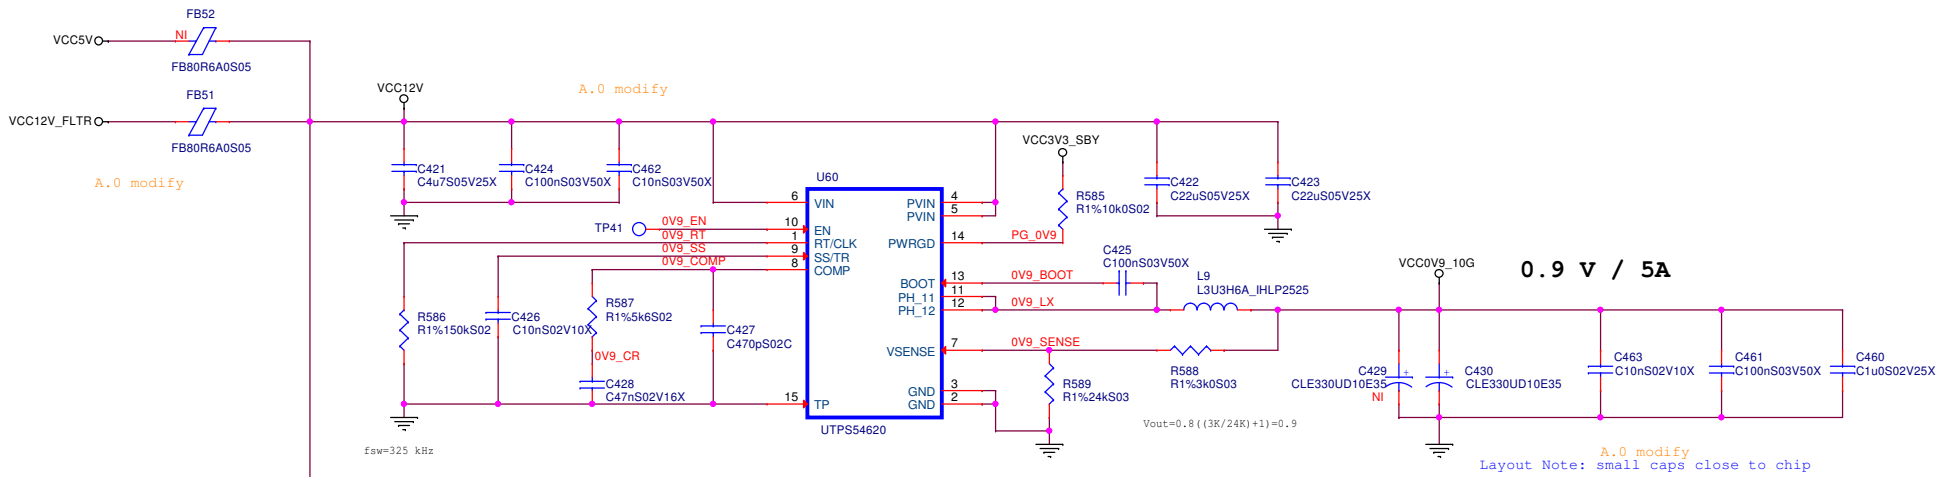 FB52
VCC5V
NI
FB80R6A0S05
FB51
VCC12V_FLTR
FB80R6A0S05
A.0 modify
VCC12V
A.0 modify
C421
C4u7S05V25X
C424
C100nS03V50X
C462
C10nS03V50X
VCC3V3_SBY
R585
R1%10k0S02
C422
C22uS05V25X
C423
C22uS05V25X
U60
6
VIN
10
EN
1
RT/CLK
9
SS/TR
8
COMP
15
TP
PVIN
4
PVIN
5
PWRGD
14
BOOT
13
PH_11
11
PH_12
12
VSENSE
7
GND
3
GND
2
UTPS54620
TP41
0V9_EN
0V9_RT
0V9_SS
0V9_COMP
PG_0V9
C425
C100nS03V50X
0V9_BOOT
0V9_LX
L9
L3U3H6A_IHLP2525
0V9_SENSE
R586
R1%150kS02
C426
C10nS02V10X
R587
R1%5k6S02
0V9_CR
C428
C47nS02V16X
C427
C470pS02C
R589
R1%24kS03
R588
R1%3k0S03
Vout=0.8((3K/24K)+1)=0.9
fsw=325 kHz
VCC0V9_10G
0.9 V / 5A
C429
CLE330UD10E35
NI
+
C430
CLE330UD10E35
+
C463
C10nS02V10X
C461
C100nS03V50X
C460
C1u0S02V25X
A.0 modify
Layout Note: small caps close to chip